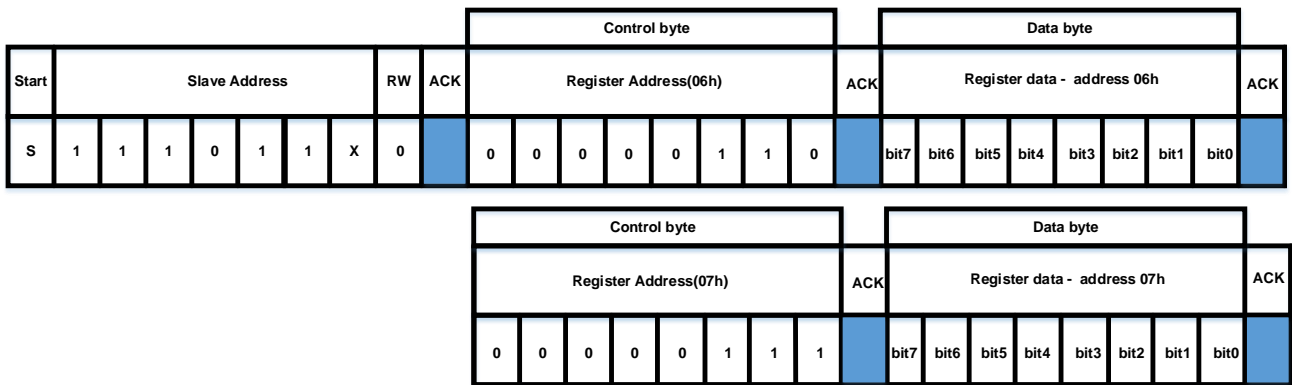 Control byte Data byte
Start Slave Address RW ACK Register Address(06h) ACK Register data - address 06h ACK
S 1 1 1 0 1 1 X 0 0 0 0 0 0 1 1 0 bit7 bit6 bit5 bit4 bit3 bit2 bit1 bit0
Control byte Data byte
Register Address(07h) ACK Register data - address 07h ACK
0 0 0 0 0 1 1 1 bit7 bit6 bit5 bit4 bit3 bit2 bit1 bit0